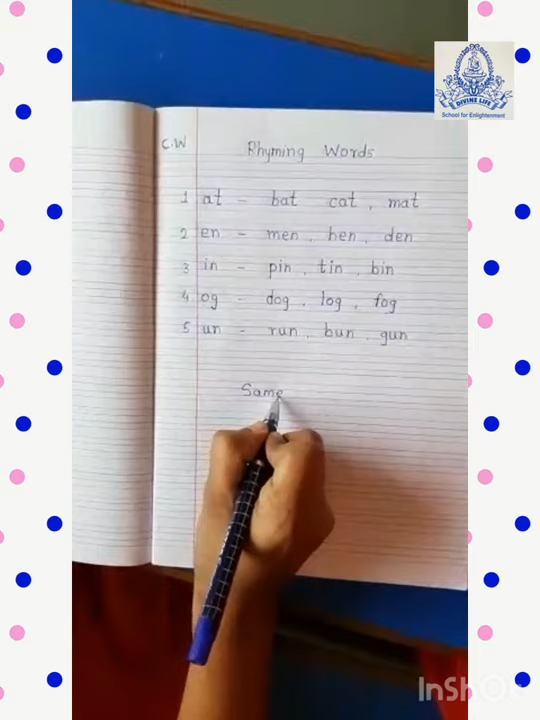 DIVINE LIFE
School for Enlightenment
C.W Rhyming Words
1 at - bat cat, mat
2 en - men, hen, den
3 in - pin, tin, bin
4 og - dog, log, fog
5 un - run, bun, gun
Same
InShOt